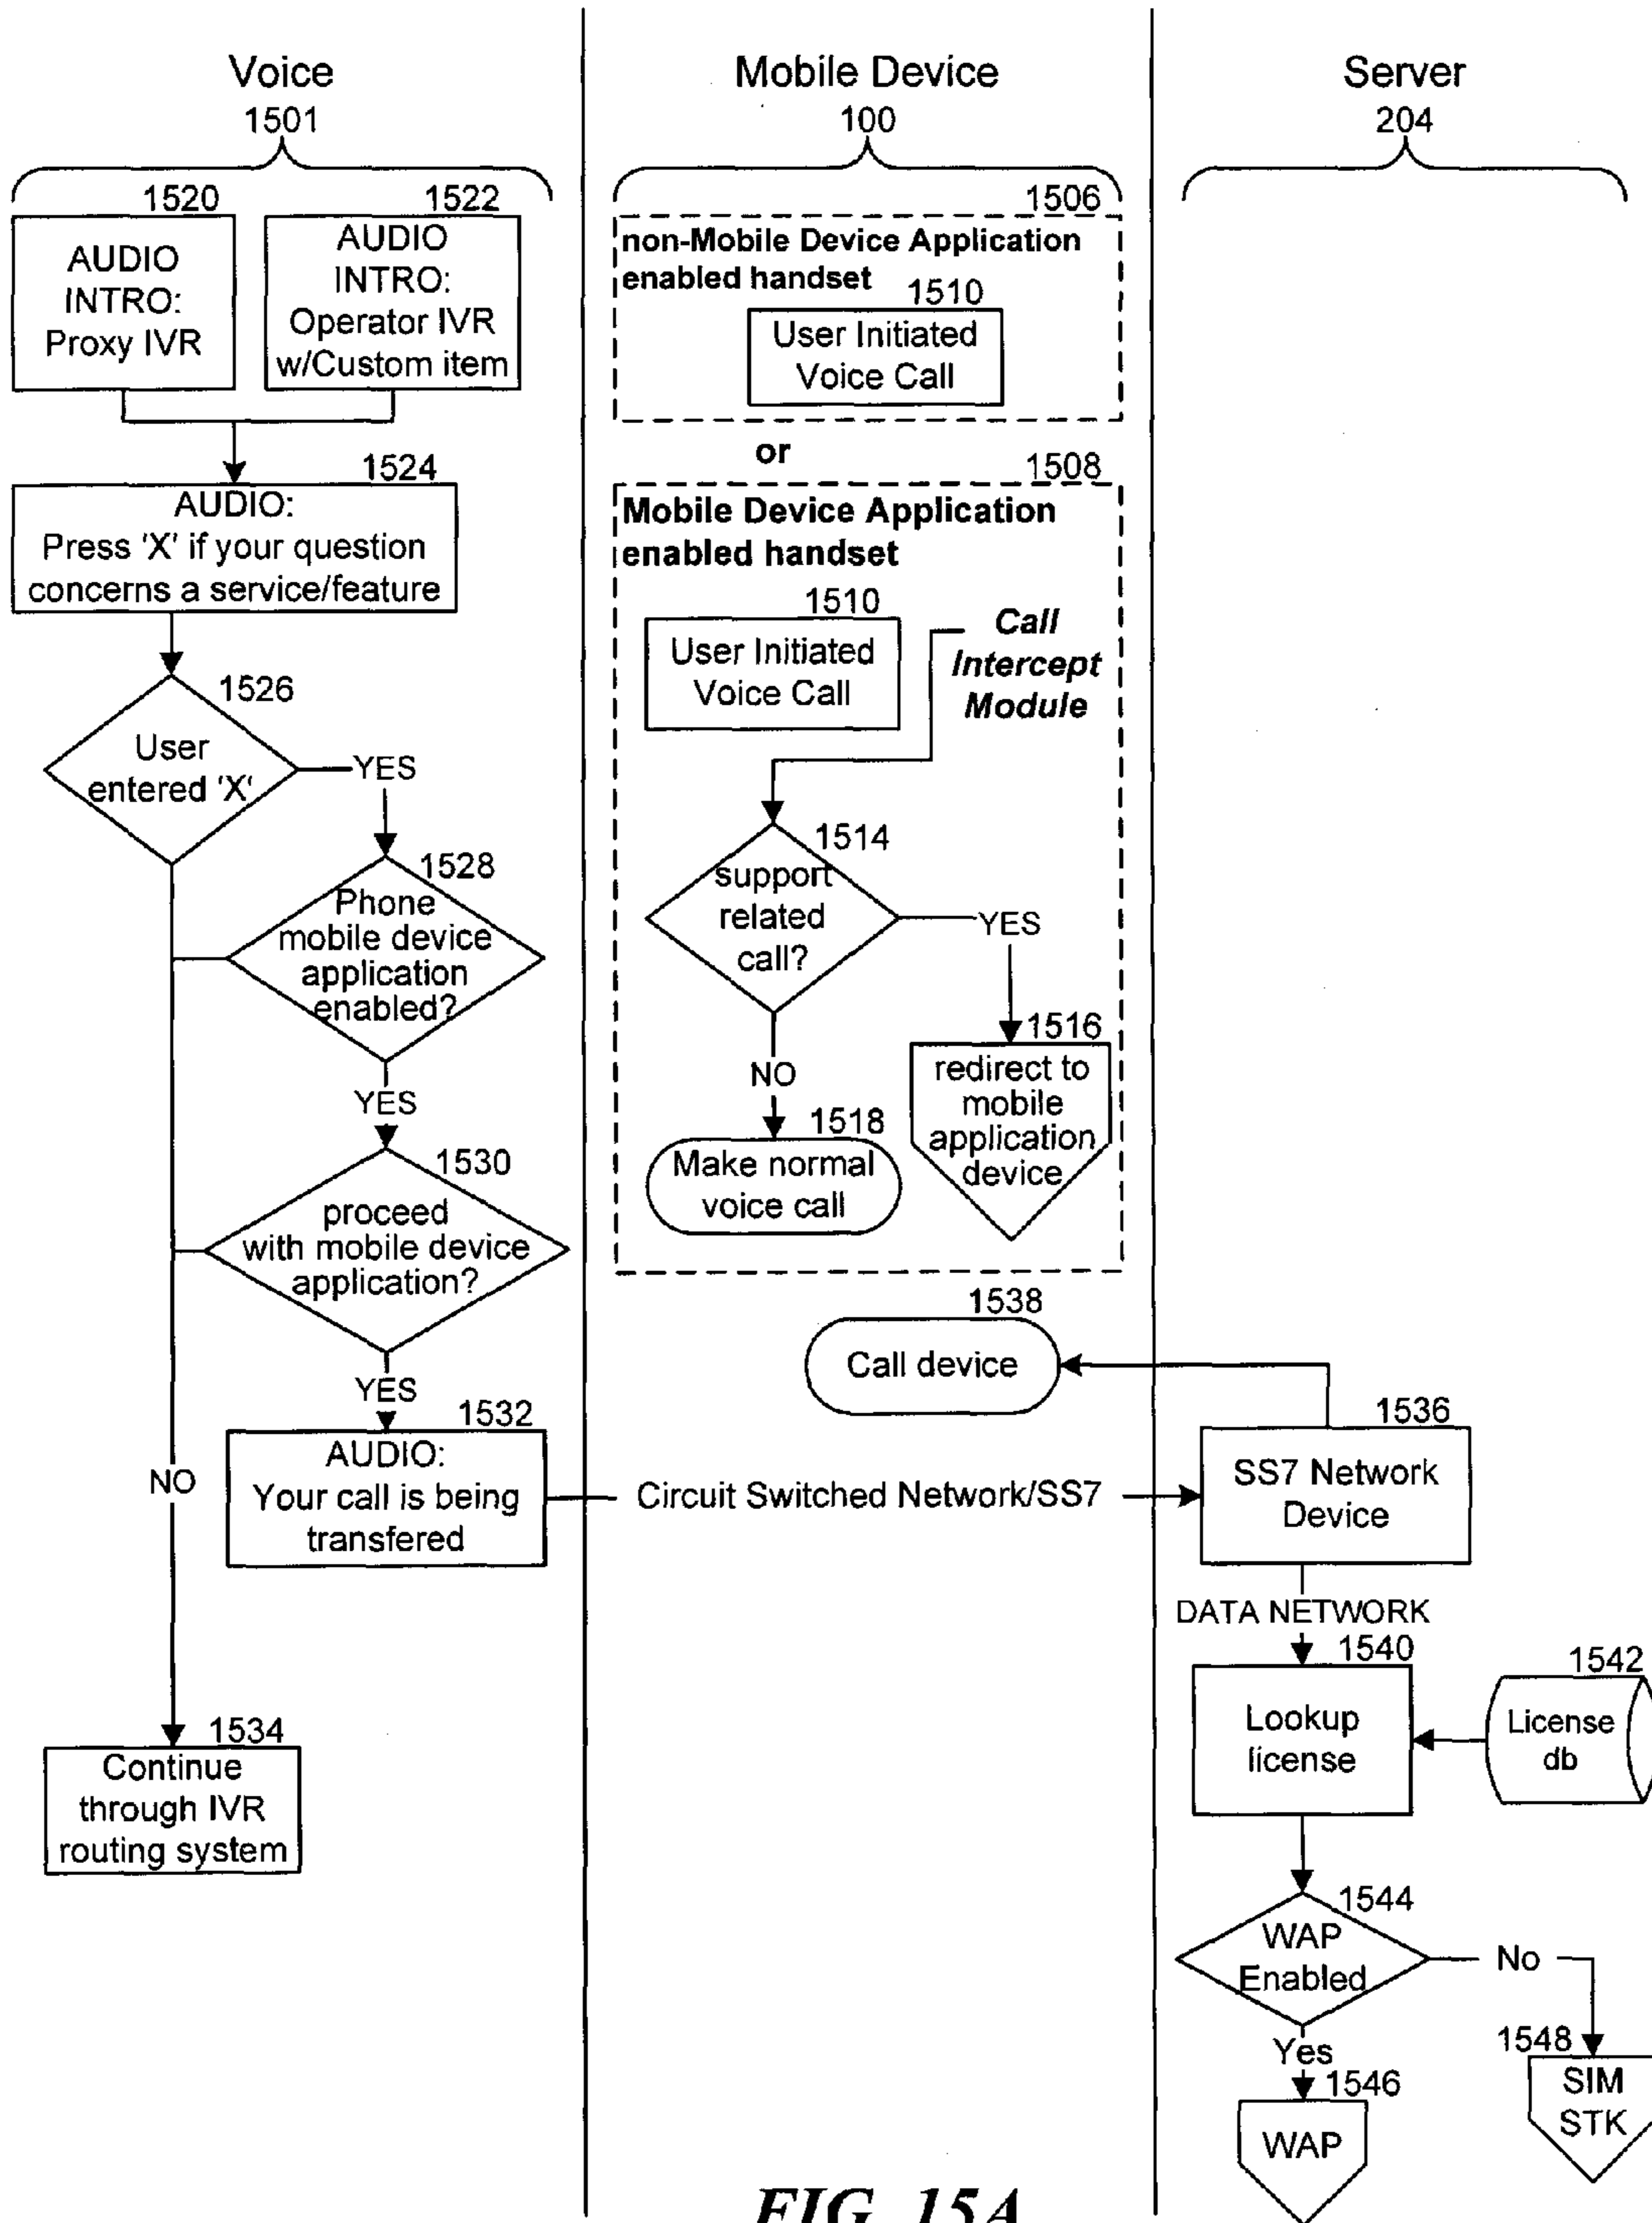 Voice
1501
1520
AUDIO
INTRO:
Proxy IVR
1522
AUDIO
INTRO:
Operator IVR
w/Custom item
1524
AUDIO:
Press 'X' if your question
concerns a service/feature
1526
User
entered 'X'
YES
1528
Phone
mobile device
application
enabled?
YES
1530
proceed
with mobile device
application?
YES
1532
AUDIO:
Your call is being
transfered
NO
1534
Continue
through IVR
routing system
Mobile Device
100
1506
non-Mobile Device Application
enabled handset
1510
User Initiated
Voice Call
or
1508
Mobile Device Application
enabled handset
1510
User Initiated
Voice Call
Call
Intercept
Module
1514
support
related
call?
YES
NO
1516
redirect to
mobile
application
device
1518
Make normal
voice call
1538
Call device
Circuit Switched Network/SS7
Server
204
1536
SS7 Network
Device
DATA NETWORK
1540
Lookup
license
1542
License
db
1544
WAP
Enabled
No
Yes
1546
WAP
1548
SIM
STK
FIG. 15A